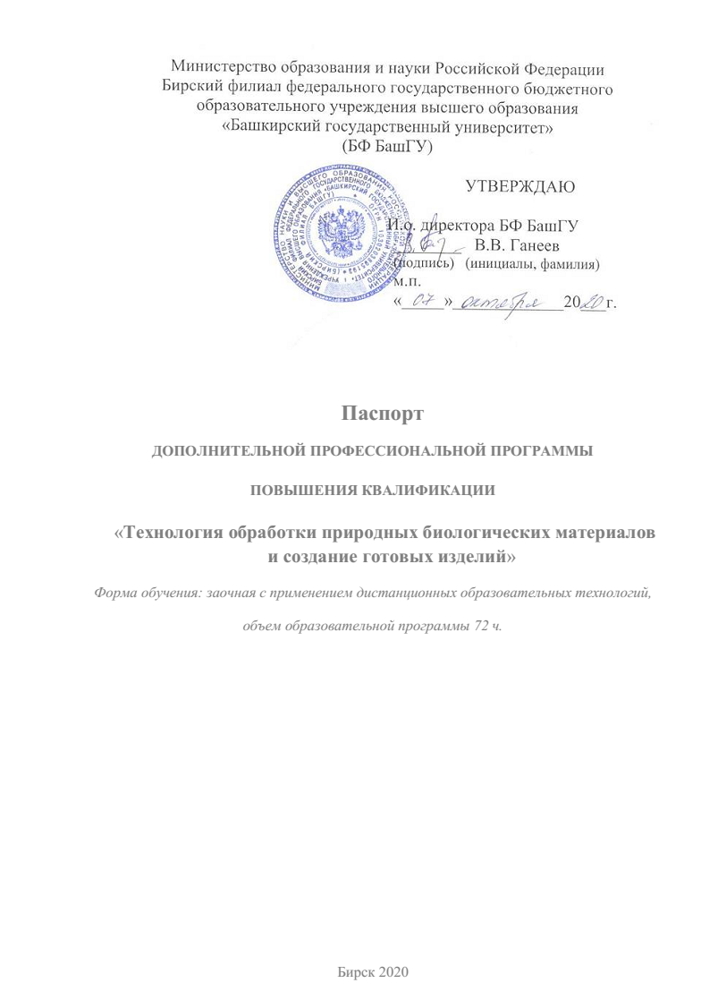 Министерство образования и науки Российской Федерации
Бирский филиал федерального государственного бюджетного
образовательного учреждения высшего образования
«Башкирский государственный университет»
(БФ БашГУ)
УТВЕРЖДАЮ
И.о. директора БФ БашГУ
В.В. Ганеев
(подпись) (инициалы, фамилия)
м.п.
«07» октября 2020 г.
Паспорт
ДОПОЛНИТЕЛЬНОЙ ПРОФЕССИОНАЛЬНОЙ ПРОГРАММЫ
ПОВЫШЕНИЯ КВАЛИФИКАЦИИ
«Технология обработки природных биологических материалов
и создание готовых изделий»
Форма обучения: заочная с применением дистанционных образовательных технологий,
объем образовательной программы 72 ч.
Бирск 2020